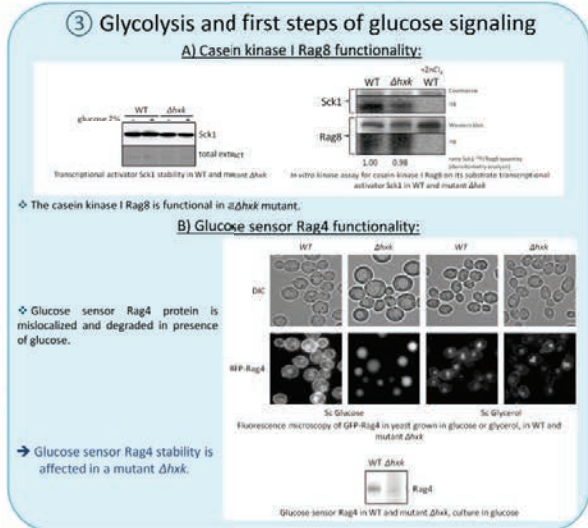 ③ Glycolysis and first steps of glucose signaling
A) Casein kinase I Rag8 functionality:
WT Δhxk
glucose 2% - + - +
Sck1
total extract
Transcriptional activator Sck1 stability in WT and mutant Δhxk
+ZnCl₂
WT Δhxk WT
Coomassie
Sck1
Rag8
1.00 0.98
In vitro kinase assay for casein kinase I Rag8 on its substrate transcriptional
activator Sck1 in WT and mutant Δhxk
❖ The casein kinase I Rag8 is functional in a Δhxk mutant.
B) Glucose sensor Rag4 functionality:
WT Δhxk WT Δhxk
DIC
❖ Glucose sensor Rag4 protein is
mislocalized and degraded in presence
of glucose.
GFP-Rag4
Sc Glucose Sc Glycerol
Fluorescence microscopy of GFP-Rag4 in yeast grown in glucose or glycerol, in WT and
mutant Δhxk
➔ Glucose sensor Rag4 stability is
affected in a mutant Δhxk.
WT Δhxk
Rag4
Glucose sensor Rag4 in WT and mutant Δhxk, culture in glucose